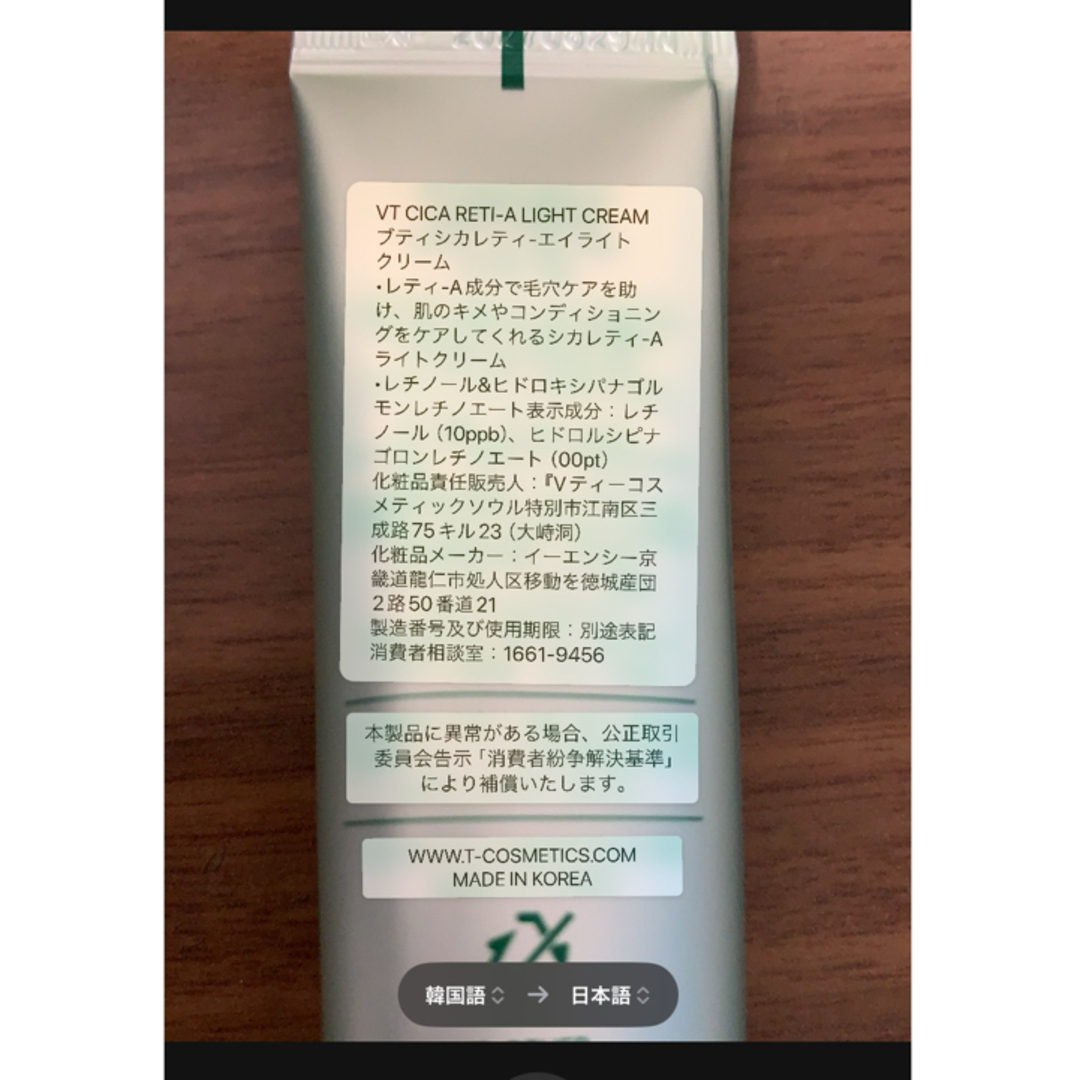 VT CICA RETI-A LIGHT CREAM
ブティシカレティ-エイライト
クリーム
•レティ-A成分で毛穴ケアを助
け、肌のキメやコンディショニン
グをケアしてくれるシカレティ-A
ライトクリーム
•レチノール&ヒドロキシパナゴル
モンレチノエート表示成分：レチ
ノール（10ppb）、ヒドロルシピナ
ゴロンレチノエート（00pt）
化粧品責任販売人：『Vティーコス
メティックソウル特別市江南区三
成路75キル23（大峙洞）
化粧品メーカー：イーエンシー京
畿道龍仁市処人区移動を徳城産団
2路50番道21
製造番号及び使用期限：別途表記
消費者相談室：1661-9456
本製品に異常がある場合、公正取引
委員会告示「消費者紛争解決基準」
により補償いたします。
WWW.T-COSMETICS.COM
MADE IN KOREA
韓国語 → 日本語